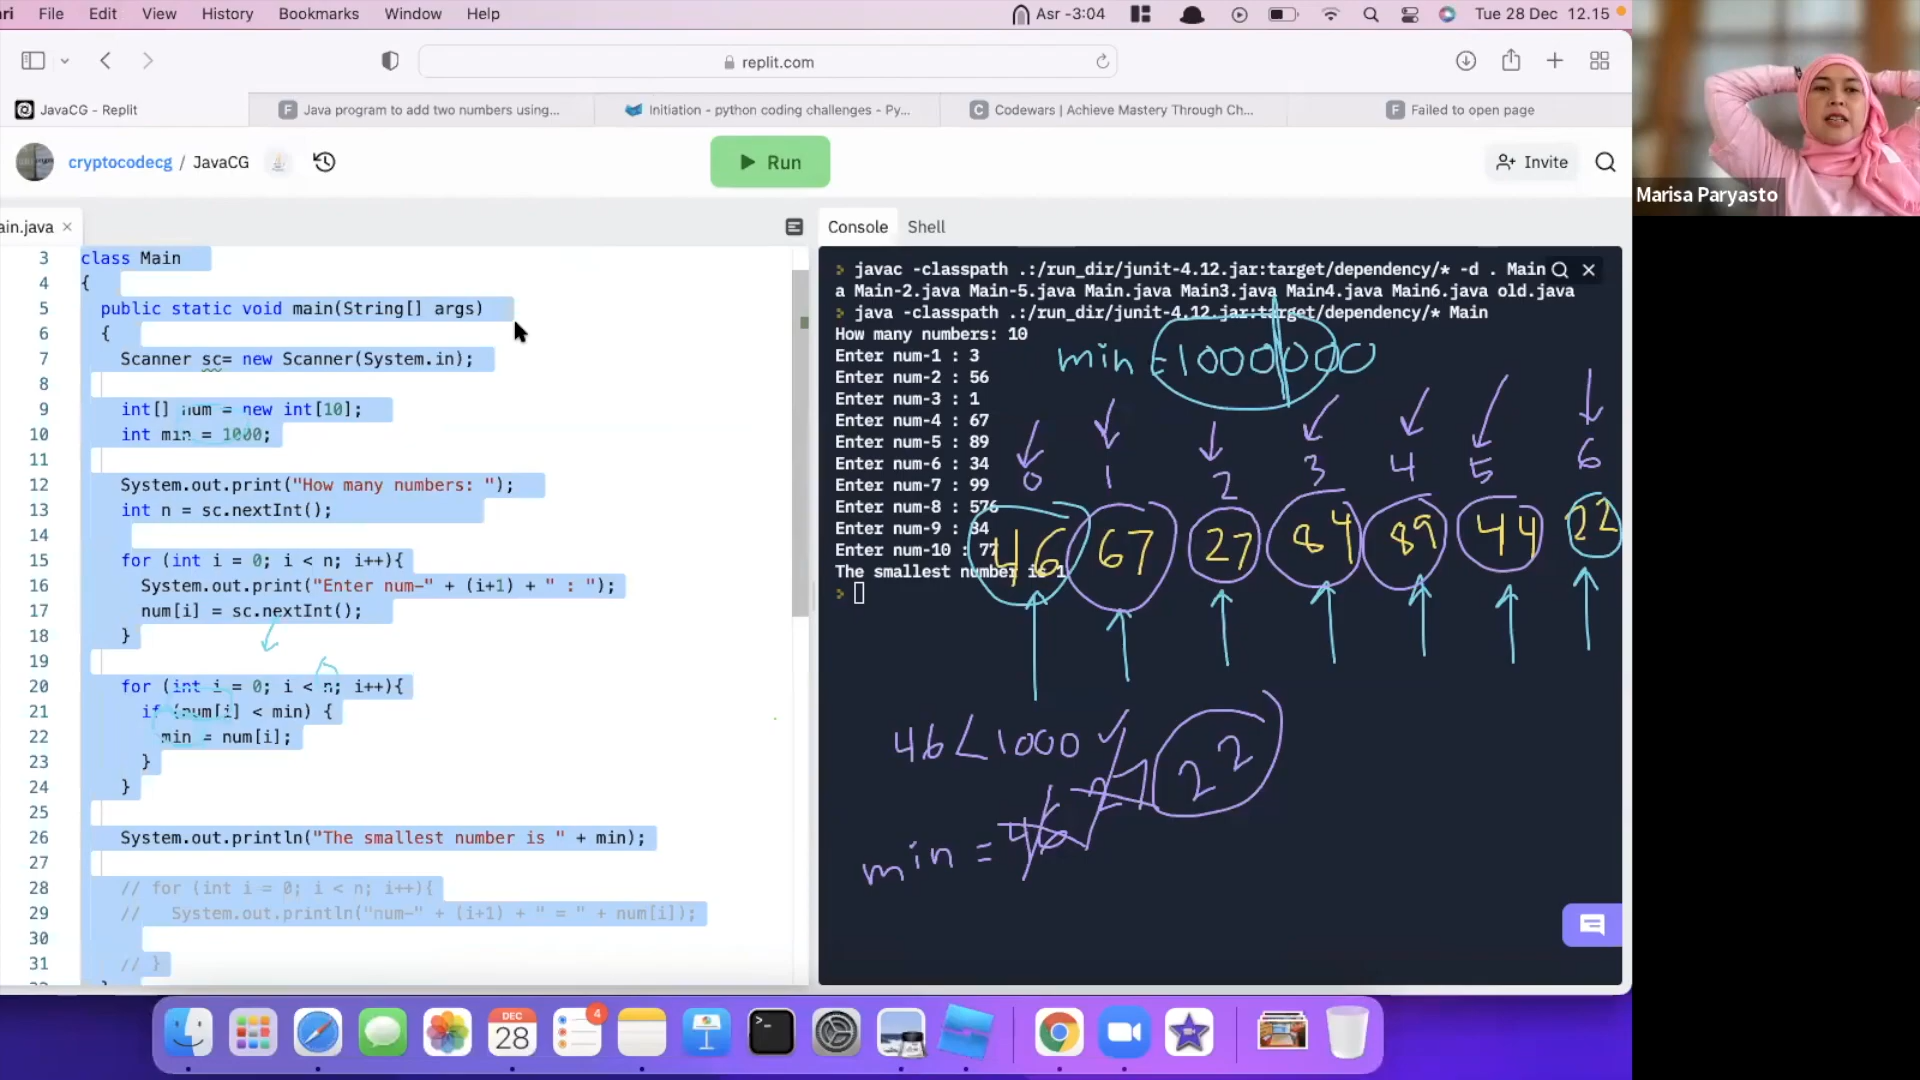 ari File Edit View History Bookmarks Window Help Asr -3:04 Tue 28 Dec 12.15
replit.com
JavaCG - Replit
F Java program to add two numbers using...
Initiation - python coding challenges - Py...
C Codewars | Achieve Mastery Through Ch...
F Failed to open page
cryptocodecg / JavaCG
Run
Invite
ain.java
Console Shell
3 class Main
4 {
5 public static void main(String[] args)
6 {
7 Scanner sc= new Scanner(System.in);
8
9 int[] num = new int[10];
10 int min = 1000;
11
12 System.out.print("How many numbers: ");
13 int n = sc.nextInt();
14
15 for (int i = 0; i < n; i++){
16 System.out.print("Enter num-" + (i+1) + " : ");
17 num[i] = sc.nextInt();
18 }
19
20 for (int i = 0; i < n; i++){
21 if (num[i] < min) {
22 min = num[i];
23 }
24 }
25
26 System.out.println("The smallest number is " + min);
27
28 // for (int i = 0; i < n; i++){
29 // System.out.println("num-" + (i+1) + " = " + num[i]);
30
31 // }
javac -classpath .:/run_dir/junit-4.12.jar:target/dependency/* -d . Main
a Main-2.java Main-5.java Main.java Main3.java Main4.java Main6.java old.java
java -classpath .:/run_dir/junit-4.12.jar:target/dependency/* Main
How many numbers: 10
Enter num-1 : 3
Enter num-2 : 56
Enter num-3 : 1
Enter num-4 : 67
Enter num-5 : 89
Enter num-6 : 34
Enter num-7 : 99
Enter num-8 : 576
Enter num-9 : 34
Enter num-10 : 77
The smallest number is 1
min = 1000000
0 1 2 3 4 5 6
46 67 27 84 89 44 22
46 < 1000 ✓
min = 46 27 22
Marisa Paryasto
4
DEC
28